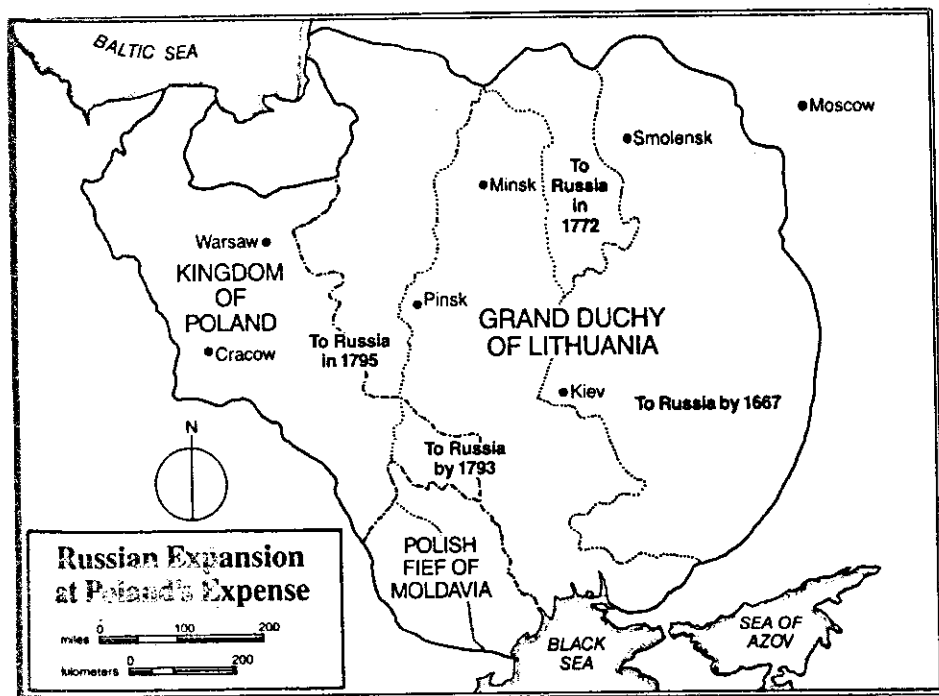 BALTIC SEA
Moscow
Smolensk
To
Russia
in
1772
Minsk
Warsaw
KINGDOM
OF
POLAND
Pinsk
GRAND DUCHY
OF LITHUANIA
To Russia
in 1795
Cracow
Kiev
To Russia by 1667
N
To Russia
by 1793
POLISH
FIEF OF
MOLDAVIA
Russian Expansion
at Poland's Expense
0 100 200
miles
kilometers
0 200
BLACK
SEA
SEA OF
AZOV